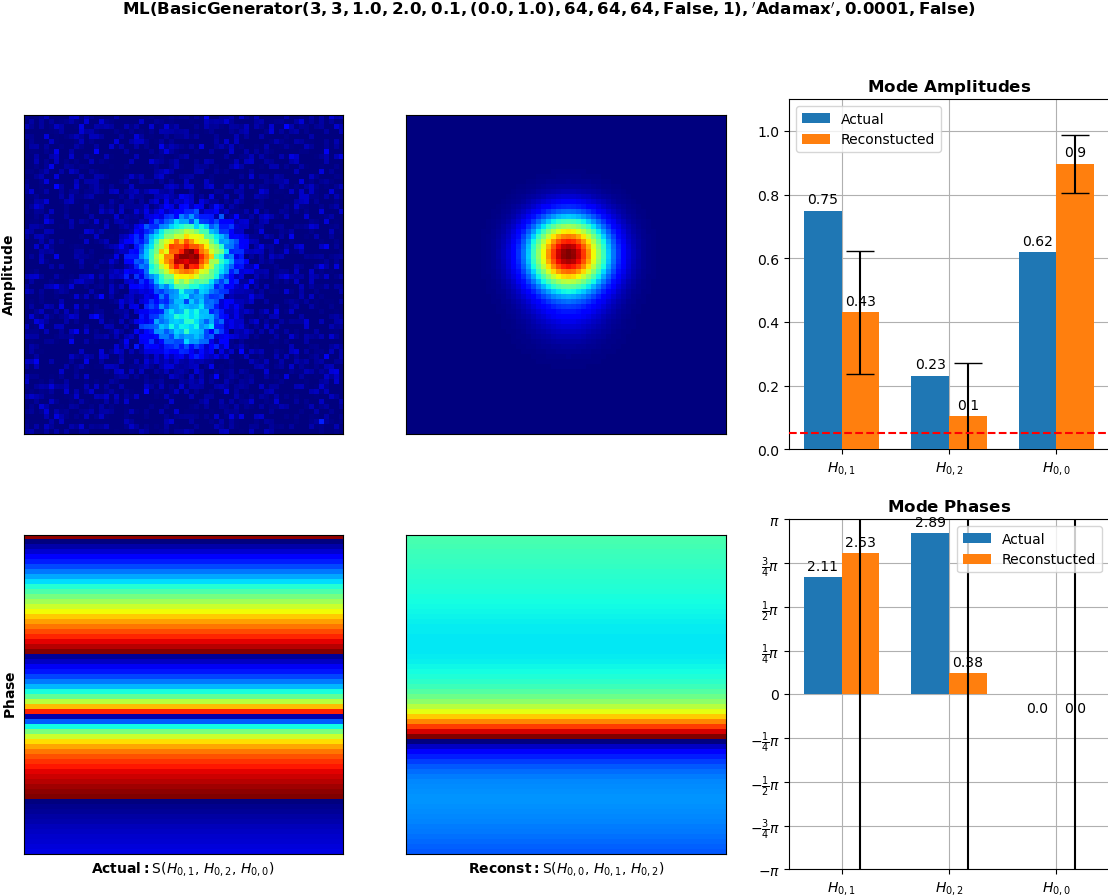 ML(BasicGenerator(3, 3, 1.0, 2.0, 0.1, (0.0, 1.0), 64, 64, 64, False, 1), ′Adamax′, 0.0001, False)
Amplitude
Mode Amplitudes
Actual
Reconstucted
1.0
0.8
0.6
0.4
0.2
0.0
0.75
0.43
0.23
0.1
0.62
0.9
H0, 1
H0, 2
H0, 0
Phase
Actual: S(H0, 1, H0, 2, H0, 0)
Reconst: S(H0, 0, H0, 1, H0, 2)
Mode Phases
Actual
Reconstucted
π
3/4π
1/2π
1/4π
0
−1/4π
−1/2π
−3/4π
−π
2.11
2.53
2.89
0.38
0.0
0.0
H0, 1
H0, 2
H0, 0